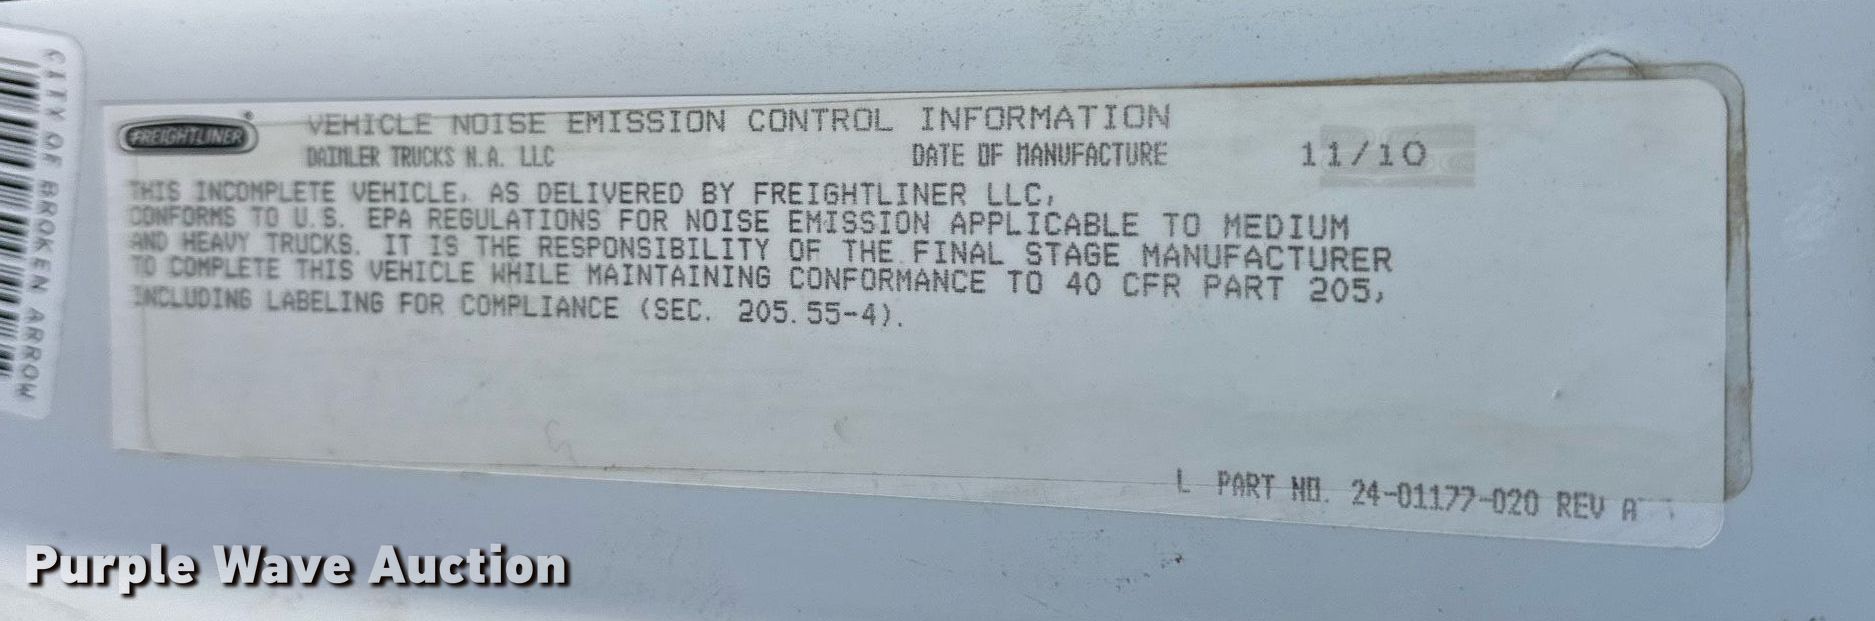 CITY OF BROKEN ARROW
FREIGHTLINER®
VEHICLE NOISE EMISSION CONTROL INFORMATION
DAIMLER TRUCKS N.A. LLC DATE OF MANUFACTURE 11/10
THIS INCOMPLETE VEHICLE, AS DELIVERED BY FREIGHTLINER LLC,
CONFORMS TO U.S. EPA REGULATIONS FOR NOISE EMISSION APPLICABLE TO MEDIUM
AND HEAVY TRUCKS. IT IS THE RESPONSIBILITY OF THE FINAL STAGE MANUFACTURER
TO COMPLETE THIS VEHICLE WHILE MAINTAINING CONFORMANCE TO 40 CFR PART 205,
INCLUDING LABELING FOR COMPLIANCE (SEC. 205.55-4).
L PART NO. 24-01177-020 REV A
Purple Wave Auction